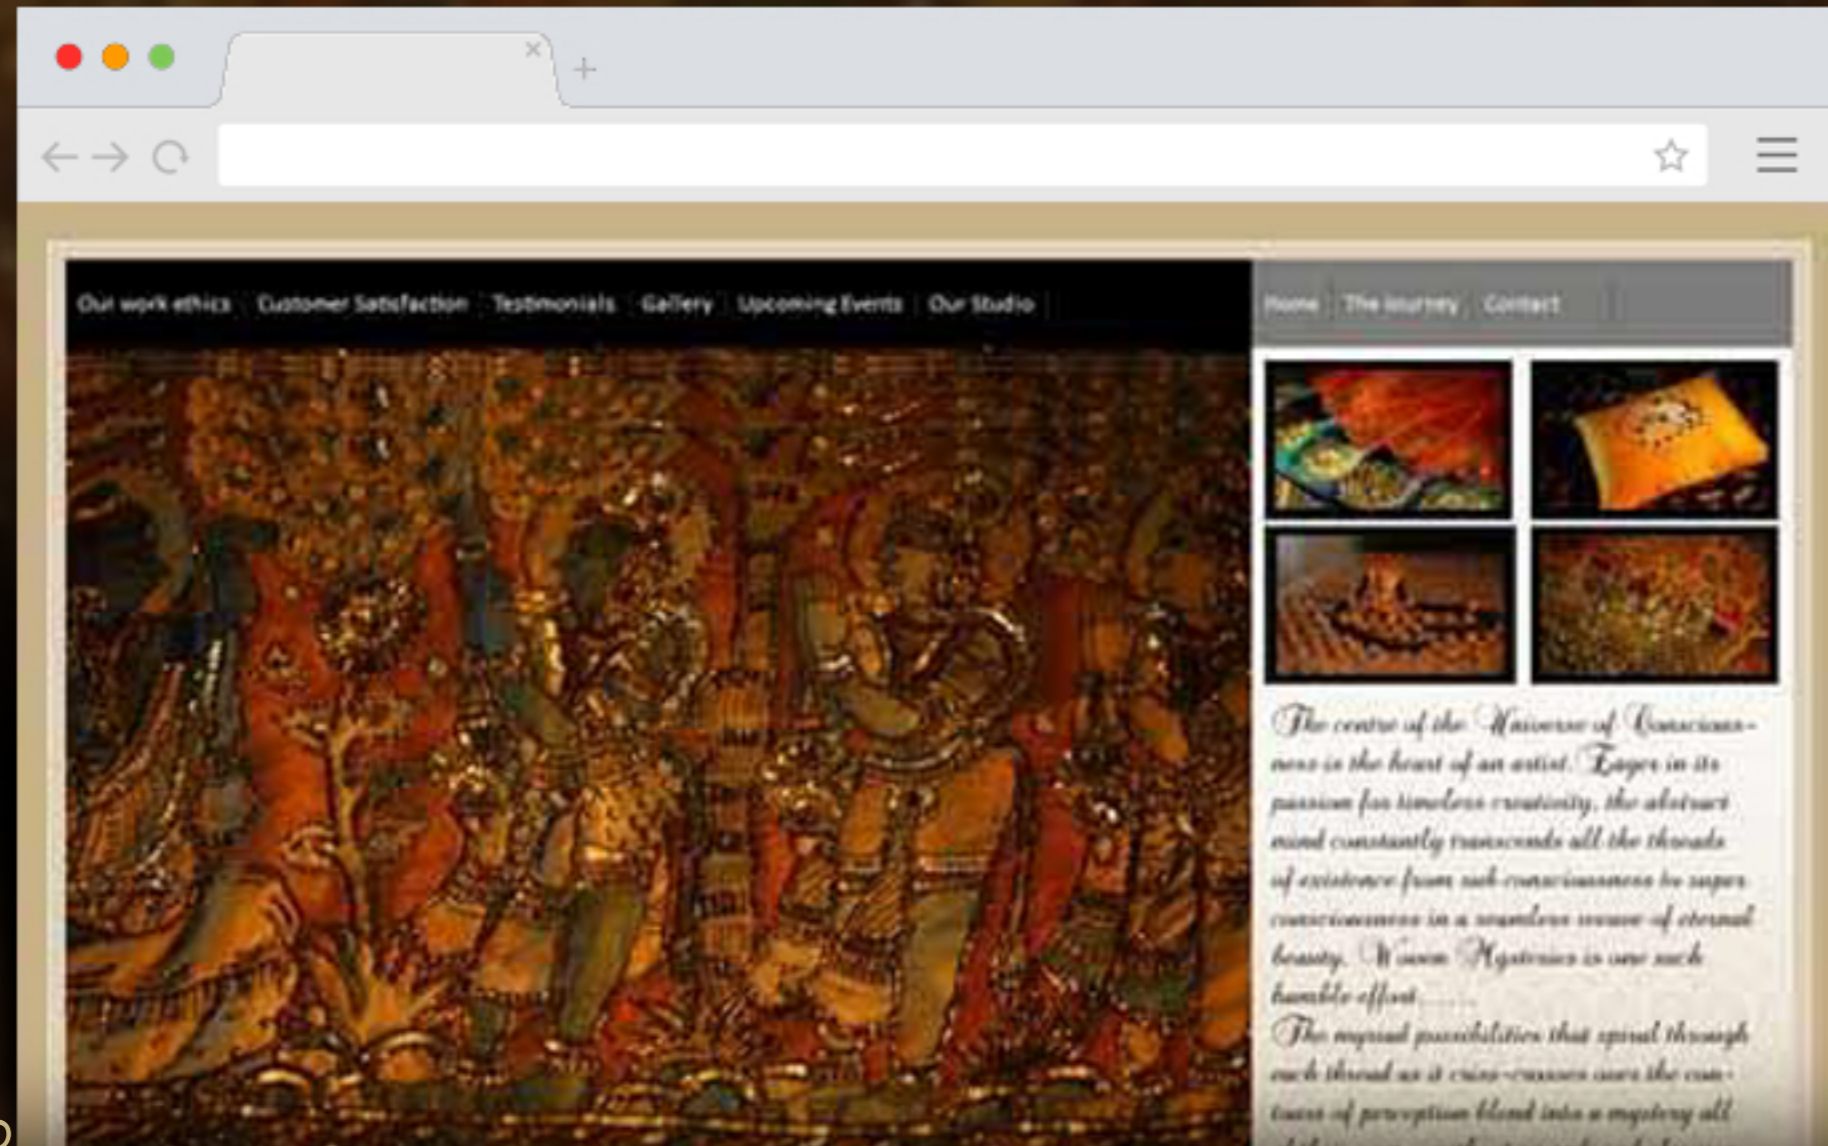 Our work ethics Customer Satisfaction Testimonials Gallery Upcoming Events Our Studio
Home The Journey Contact
The centre of the Universe of Conscious-
ness is the heart of an artist. Eager in its
passion for timeless creativity, the abstract
mind constantly transcends all the threads
of existence from sub-consciousness to super
consciousness in a seamless weave of eternal
beauty. Woven Mysteries is one such
humble effort......
The myriad possibilities that spiral through
each thread as it criss-crosses over the con-
tours of perception blend into a mystery all